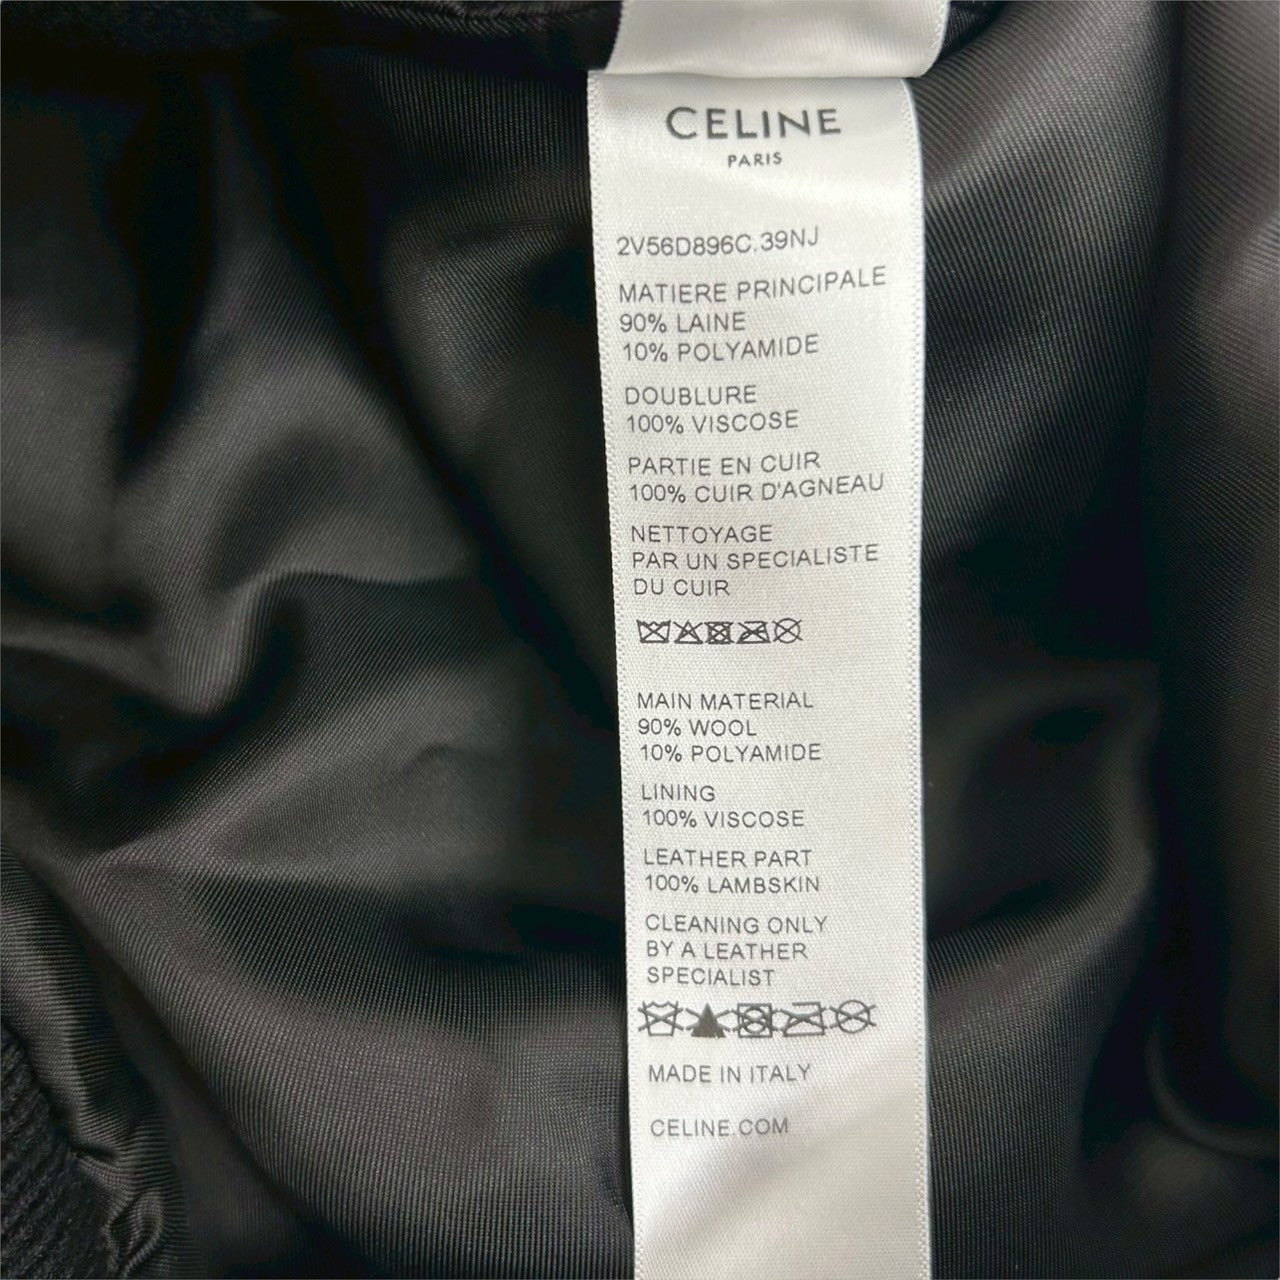 CELINE
PARIS
2V56D896C.39NJ
MATIERE PRINCIPALE
90% LAINE
10% POLYAMIDE
DOUBLURE
100% VISCOSE
PARTIE EN CUIR
100% CUIR D'AGNEAU
NETTOYAGE
PAR UN SPECIALISTE
DU CUIR
MAIN MATERIAL
90% WOOL
10% POLYAMIDE
LINING
100% VISCOSE
LEATHER PART
100% LAMBSKIN
CLEANING ONLY
BY A LEATHER
SPECIALIST
MADE IN ITALY
CELINE.COM